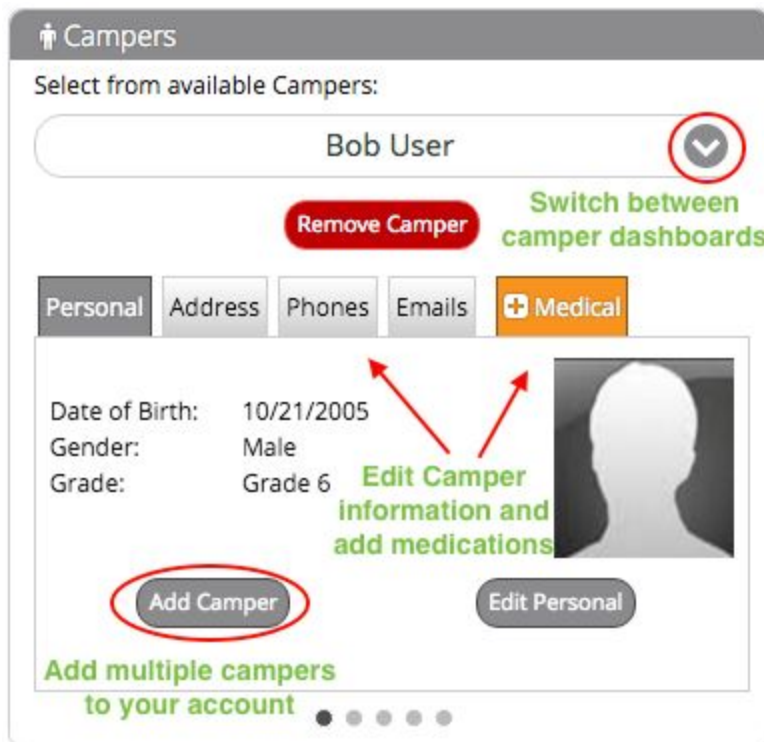 Campers
Select from available Campers:
Bob User
Remove Camper
Switch between
camper dashboards
Personal Address Phones Emails Medical
Date of Birth: 10/21/2005
Gender: Male
Grade: Grade 6
Edit Camper
information and
add medications
Add Camper Edit Personal
Add multiple campers
to your account